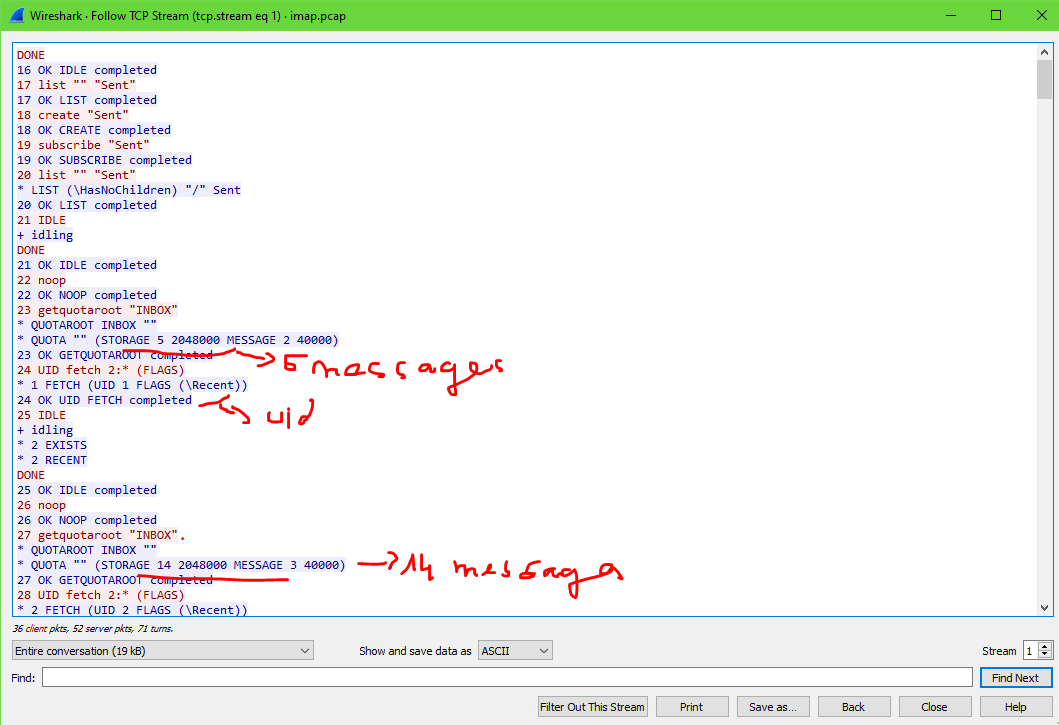 Wireshark · Follow TCP Stream (tcp.stream eq 1) · imap.pcap
DONE
16 OK IDLE completed
17 list "" "Sent"
17 OK LIST completed
18 create "Sent"
18 OK CREATE completed
19 subscribe "Sent"
19 OK SUBSCRIBE completed
20 list "" "Sent"
* LIST (\HasNoChildren) "/" Sent
20 OK LIST completed
21 IDLE
+ idling
DONE
21 OK IDLE completed
22 noop
22 OK NOOP completed
23 getquotaroot "INBOX"
* QUOTAROOT INBOX ""
* QUOTA "" (STORAGE 5 2048000 MESSAGE 2 40000)
23 OK GETQUOTAROOT completed
5 messages
24 UID fetch 2:* (FLAGS)
* 1 FETCH (UID 1 FLAGS (\Recent))
24 OK UID FETCH completed
uid
25 IDLE
+ idling
* 2 EXISTS
* 2 RECENT
DONE
25 OK IDLE completed
26 noop
26 OK NOOP completed
27 getquotaroot "INBOX".
* QUOTAROOT INBOX ""
* QUOTA "" (STORAGE 14 2048000 MESSAGE 3 40000) 14 messages
27 OK GETQUOTAROOT completed
28 UID fetch 2:* (FLAGS)
* 2 FETCH (UID 2 FLAGS (\Recent))
36 client pkts, 52 server pkts, 71 turns.
Entire conversation (19 kB) Show and save data as ASCII Stream 1
Find: Find Next
Filter Out This Stream Print Save as... Back Close Help